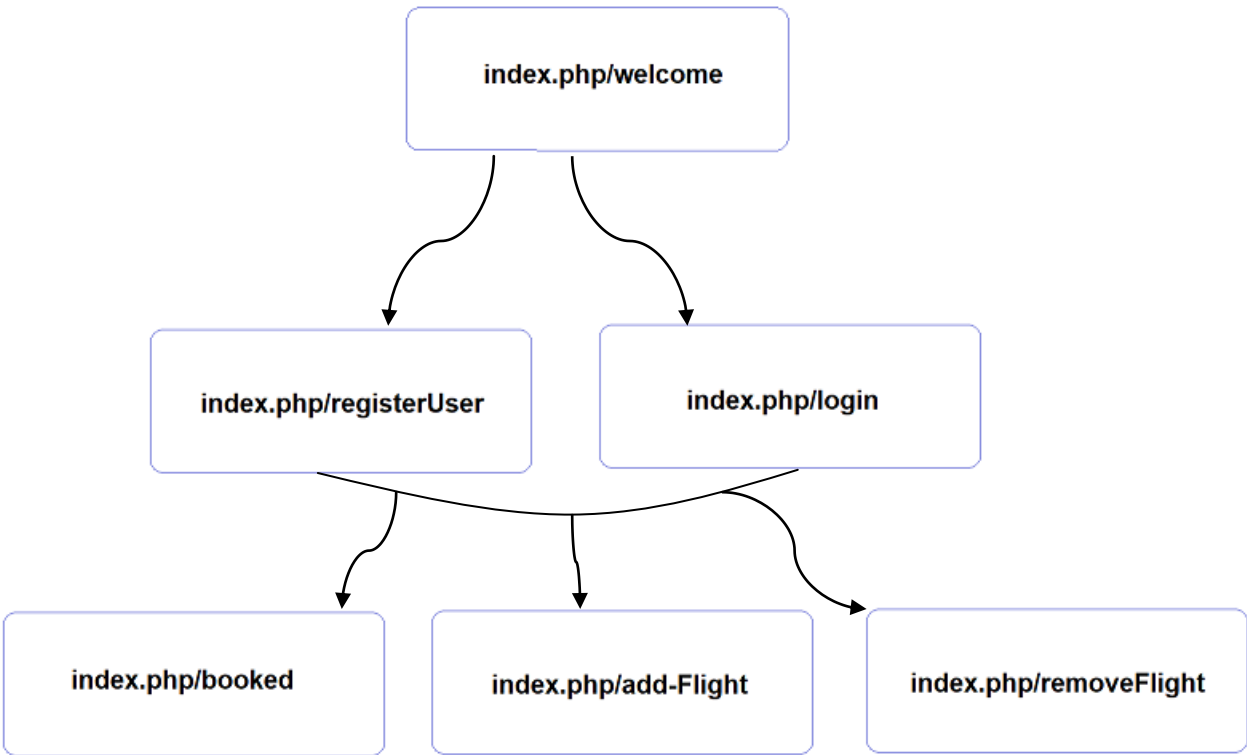 index.php/welcome
index.php/registerUser
index.php/login
index.php/booked
index.php/add-Flight
index.php/removeFlight